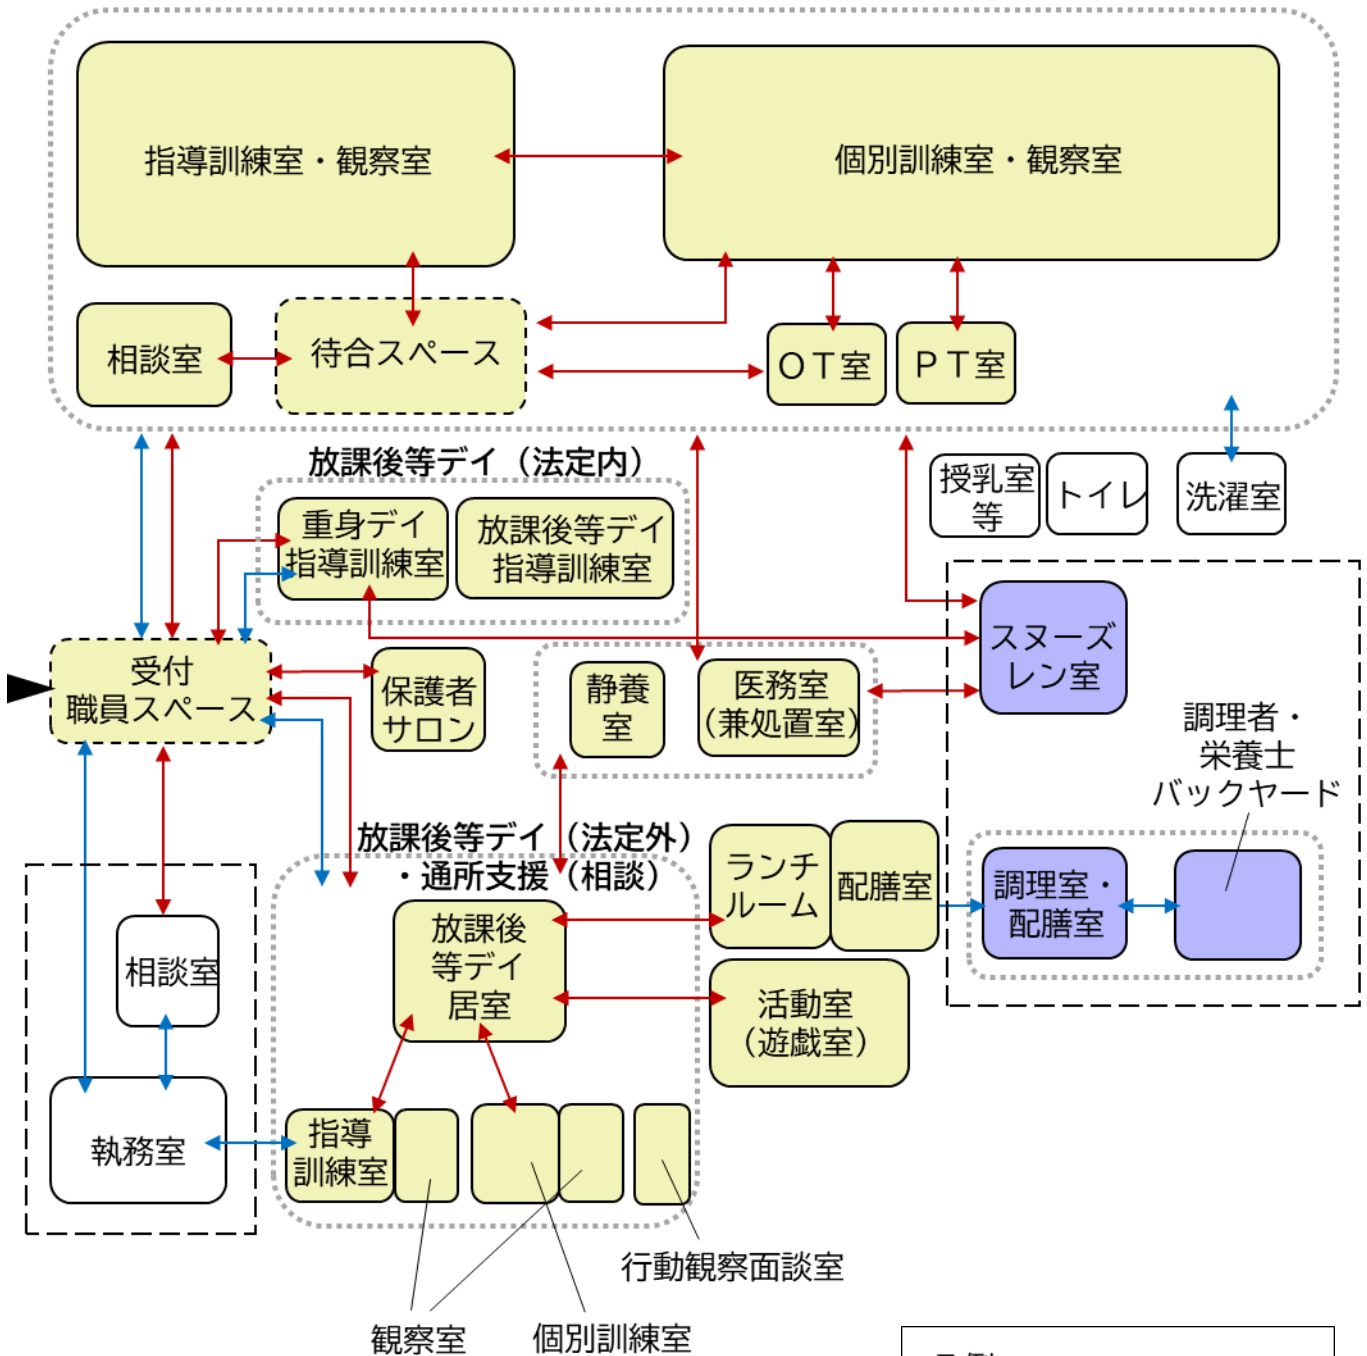 指導訓練室・観察室
個別訓練室・観察室
相談室
待合スペース
ＯＴ室
ＰＴ室
放課後等デイ（法定内）
重身デイ
指導訓練室
放課後等デイ
指導訓練室
授乳室
等
トイレ
洗濯室
受付
職員スペース
保護者
サロン
静養
室
医務室
（兼処置室）
スヌーズ
レン室
調理者・
栄養士
バックヤード
放課後等デイ（法定外）
・通所支援（相談）
放課後
等デイ
居室
ランチ
ルーム
配膳室
調理室・
配膳室
活動室
（遊戯室）
相談室
執務室
指導
訓練室
行動観察面談室
観察室
個別訓練室